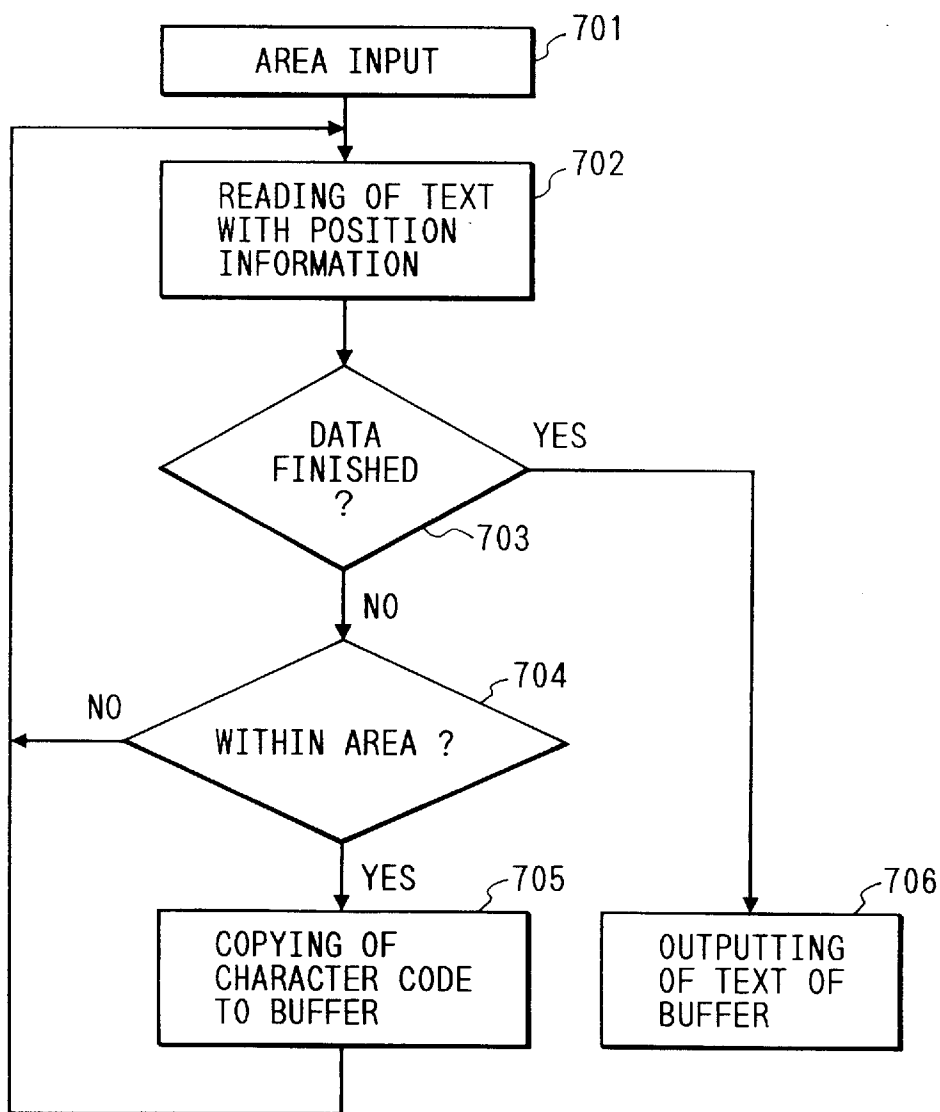 701
AREA INPUT
702
READING OF TEXT
WITH POSITION
INFORMATION
DATA
FINISHED
?
YES
703
NO
704
NO
WITHIN AREA ?
YES
705
706
COPYING OF
CHARACTER CODE
TO BUFFER
OUTPUTTING
OF TEXT OF
BUFFER